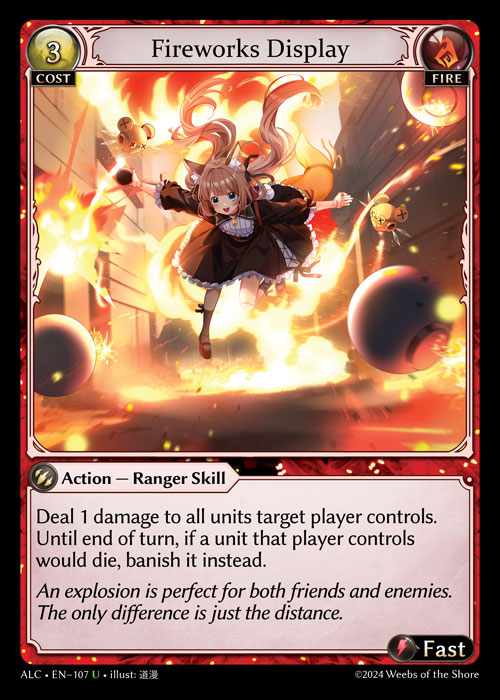 3
COST
Fireworks Display
FIRE
Action — Ranger Skill
Deal 1 damage to all units target player controls.
Until end of turn, if a unit that player controls
would die, banish it instead.
An explosion is perfect for both friends and enemies.
The only difference is just the distance.
Fast
ALC • EN–107 U • illust: 道漫
©2024 Weebs of the Shore